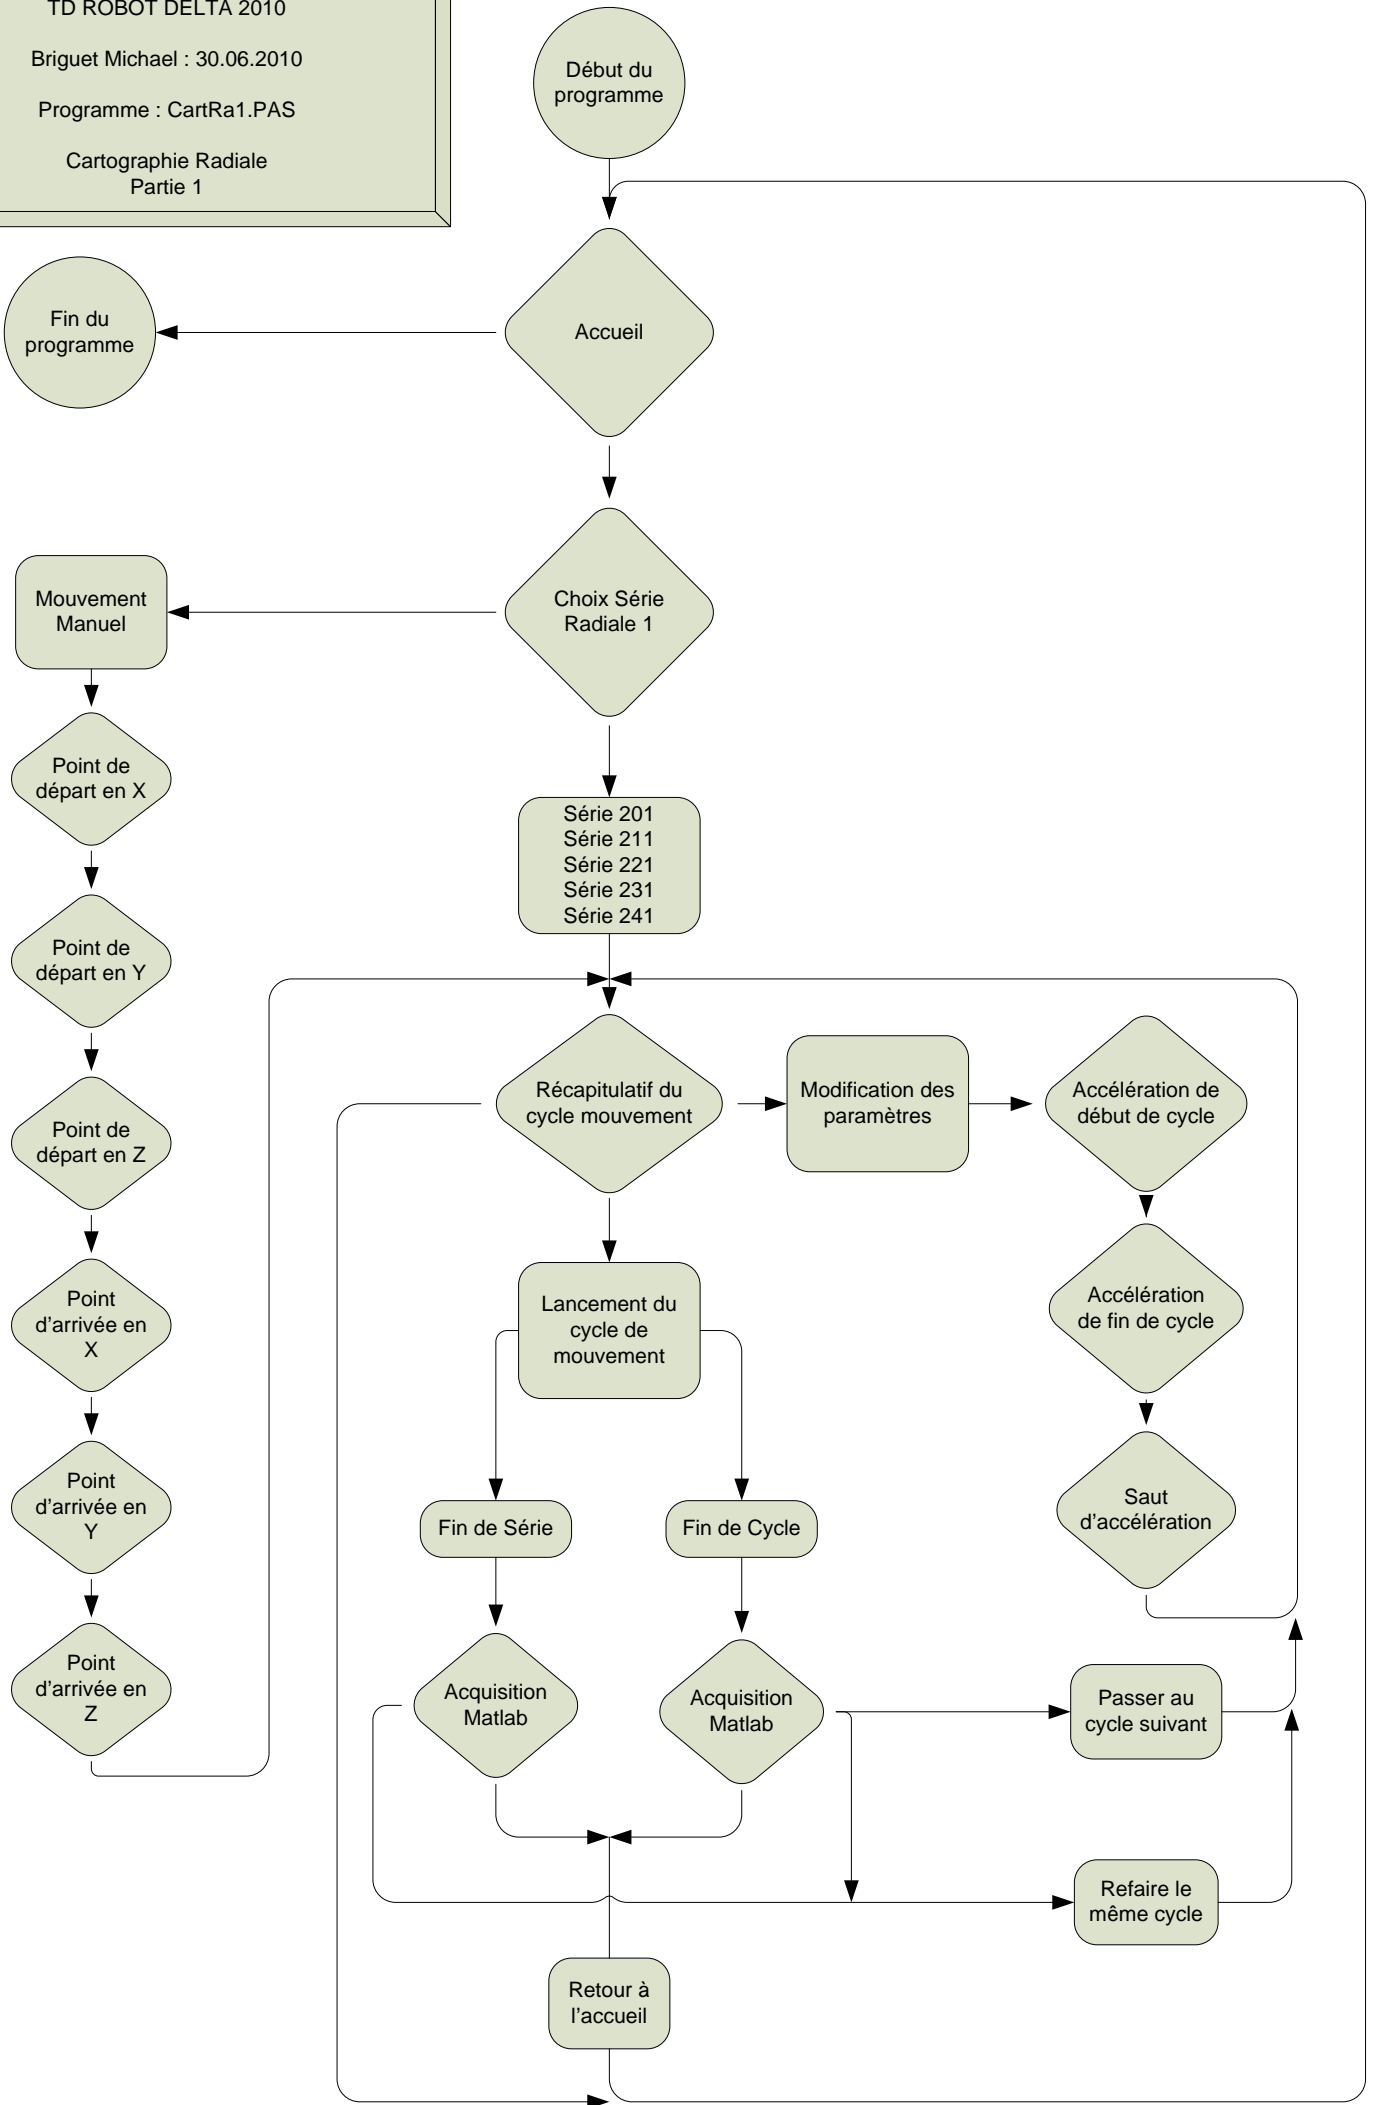 TD ROBOT DELTA 2010
Briguet Michael : 30.06.2010
Programme : CartRa1.PAS
Cartographie Radiale
Partie 1
Début du
programme
Fin du
programme
Accueil
Mouvement
Manuel
Choix Série
Radiale 1
Point de
départ en X
Série 201
Série 211
Série 221
Série 231
Série 241
Point de
départ en Y
Point de
départ en Z
Récapitulatif du
cycle mouvement
Modification des
paramètres
Accélération de
début de cycle
Point
d’arrivée en
X
Lancement du
cycle de
mouvement
Accélération
de fin de cycle
Point
d’arrivée en
Y
Fin de Série
Fin de Cycle
Saut
d’accélération
Point
d’arrivée en
Z
Acquisition
Matlab
Acquisition
Matlab
Passer au
cycle suivant
Refaire le
même cycle
Retour à
l’accueil